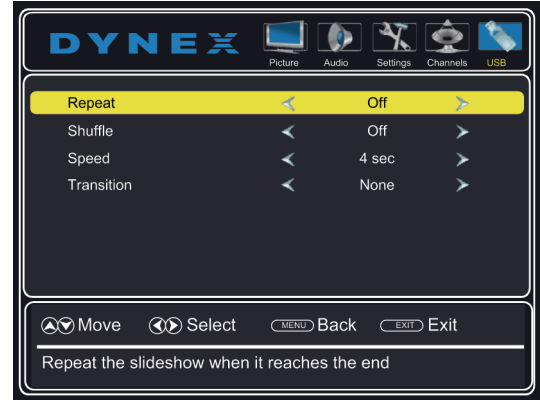 DYNEX
Picture Audio Settings Channels USB
Repeat Off
Shuffle Off
Speed 4 sec
Transition None
Move Select MENU Back EXIT Exit
Repeat the slideshow when it reaches the end